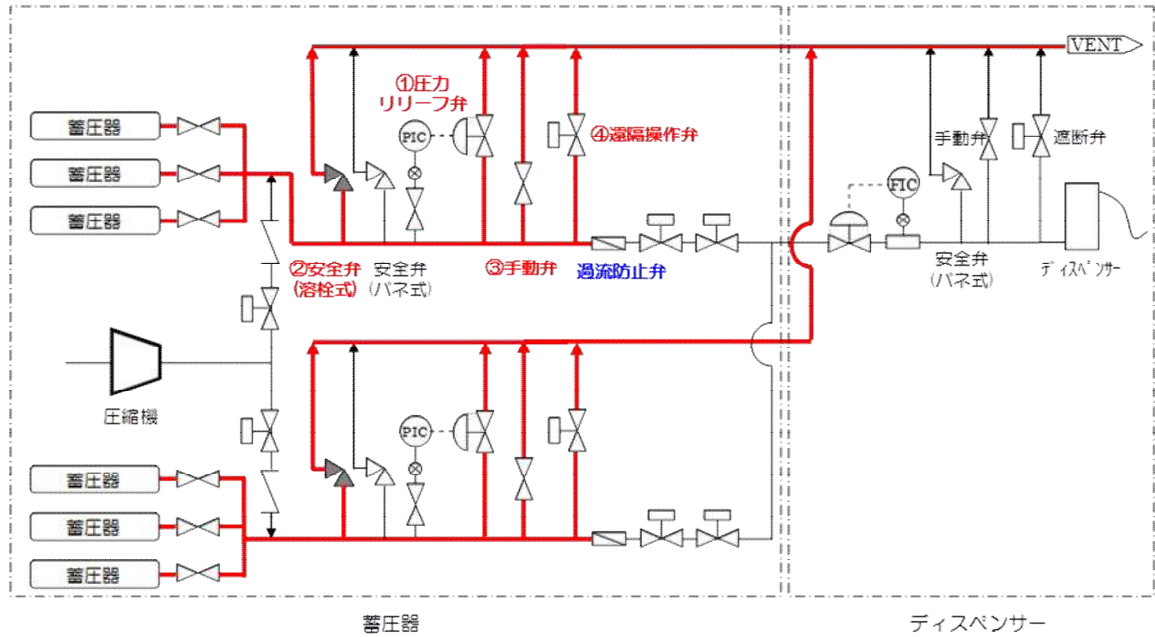 VENT
①圧力
リリーフ弁
蓄圧器
PIC
④遠隔操作弁
手動弁
遮断弁
蓄圧器
FIC
蓄圧器
②安全弁
(溶栓式)
安全弁
(バネ式)
③手動弁
過流防止弁
安全弁
(バネ式)
ディスペンサー
圧縮機
PIC
蓄圧器
蓄圧器
蓄圧器
蓄圧器
ディスペンサー